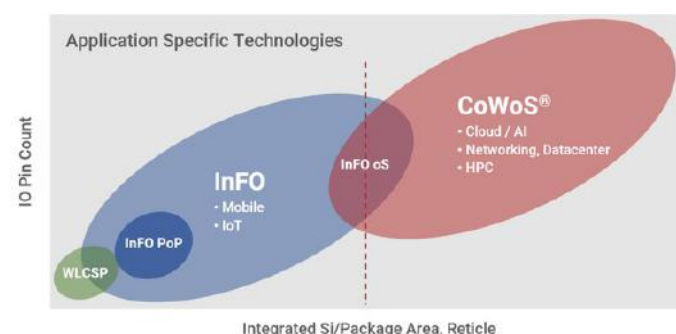 Application Specific Technologies
IO Pin Count
CoWoS®
• Cloud / AI
• Networking, Datacenter
• HPC
InFO oS
InFO
• Mobile
• IoT
InFO PoP
WLCSP
Integrated Si/Package Area, Reticle